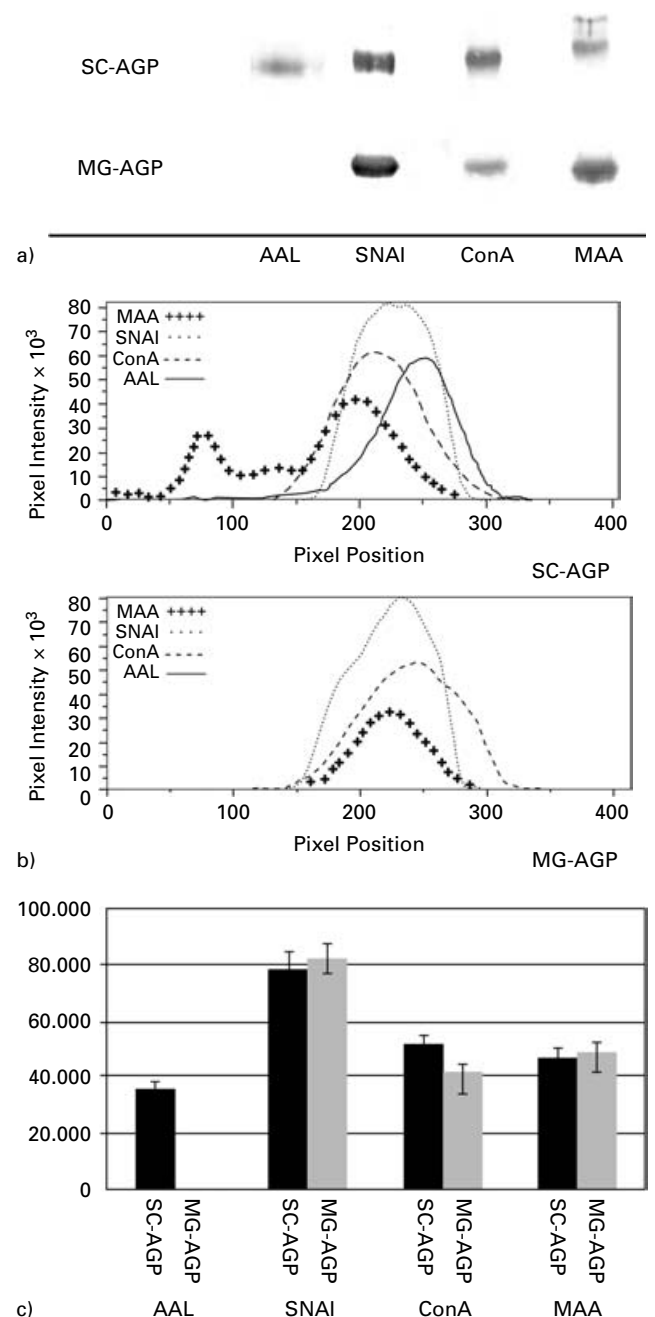 SC-AGP
MG-AGP
a) AAL SNAI ConA MAA
80
70
60
50
40
30
20
10
0
Pixel Intensity × 10³
MAA ++++
SNAI ....
ConA ----
AAL ——
0 100 200 300 400
Pixel Position
SC-AGP
80
70
60
50
40
30
20
10
0
Pixel Intensity × 10³
MAA ++++
SNAI ....
ConA ----
AAL ——
0 100 200 300 400
Pixel Position
b) MG-AGP
100.000
80.000
60.000
40.000
20.000
0
SC-AGP MG-AGP SC-AGP MG-AGP SC-AGP MG-AGP SC-AGP MG-AGP
c) AAL SNAI ConA MAA